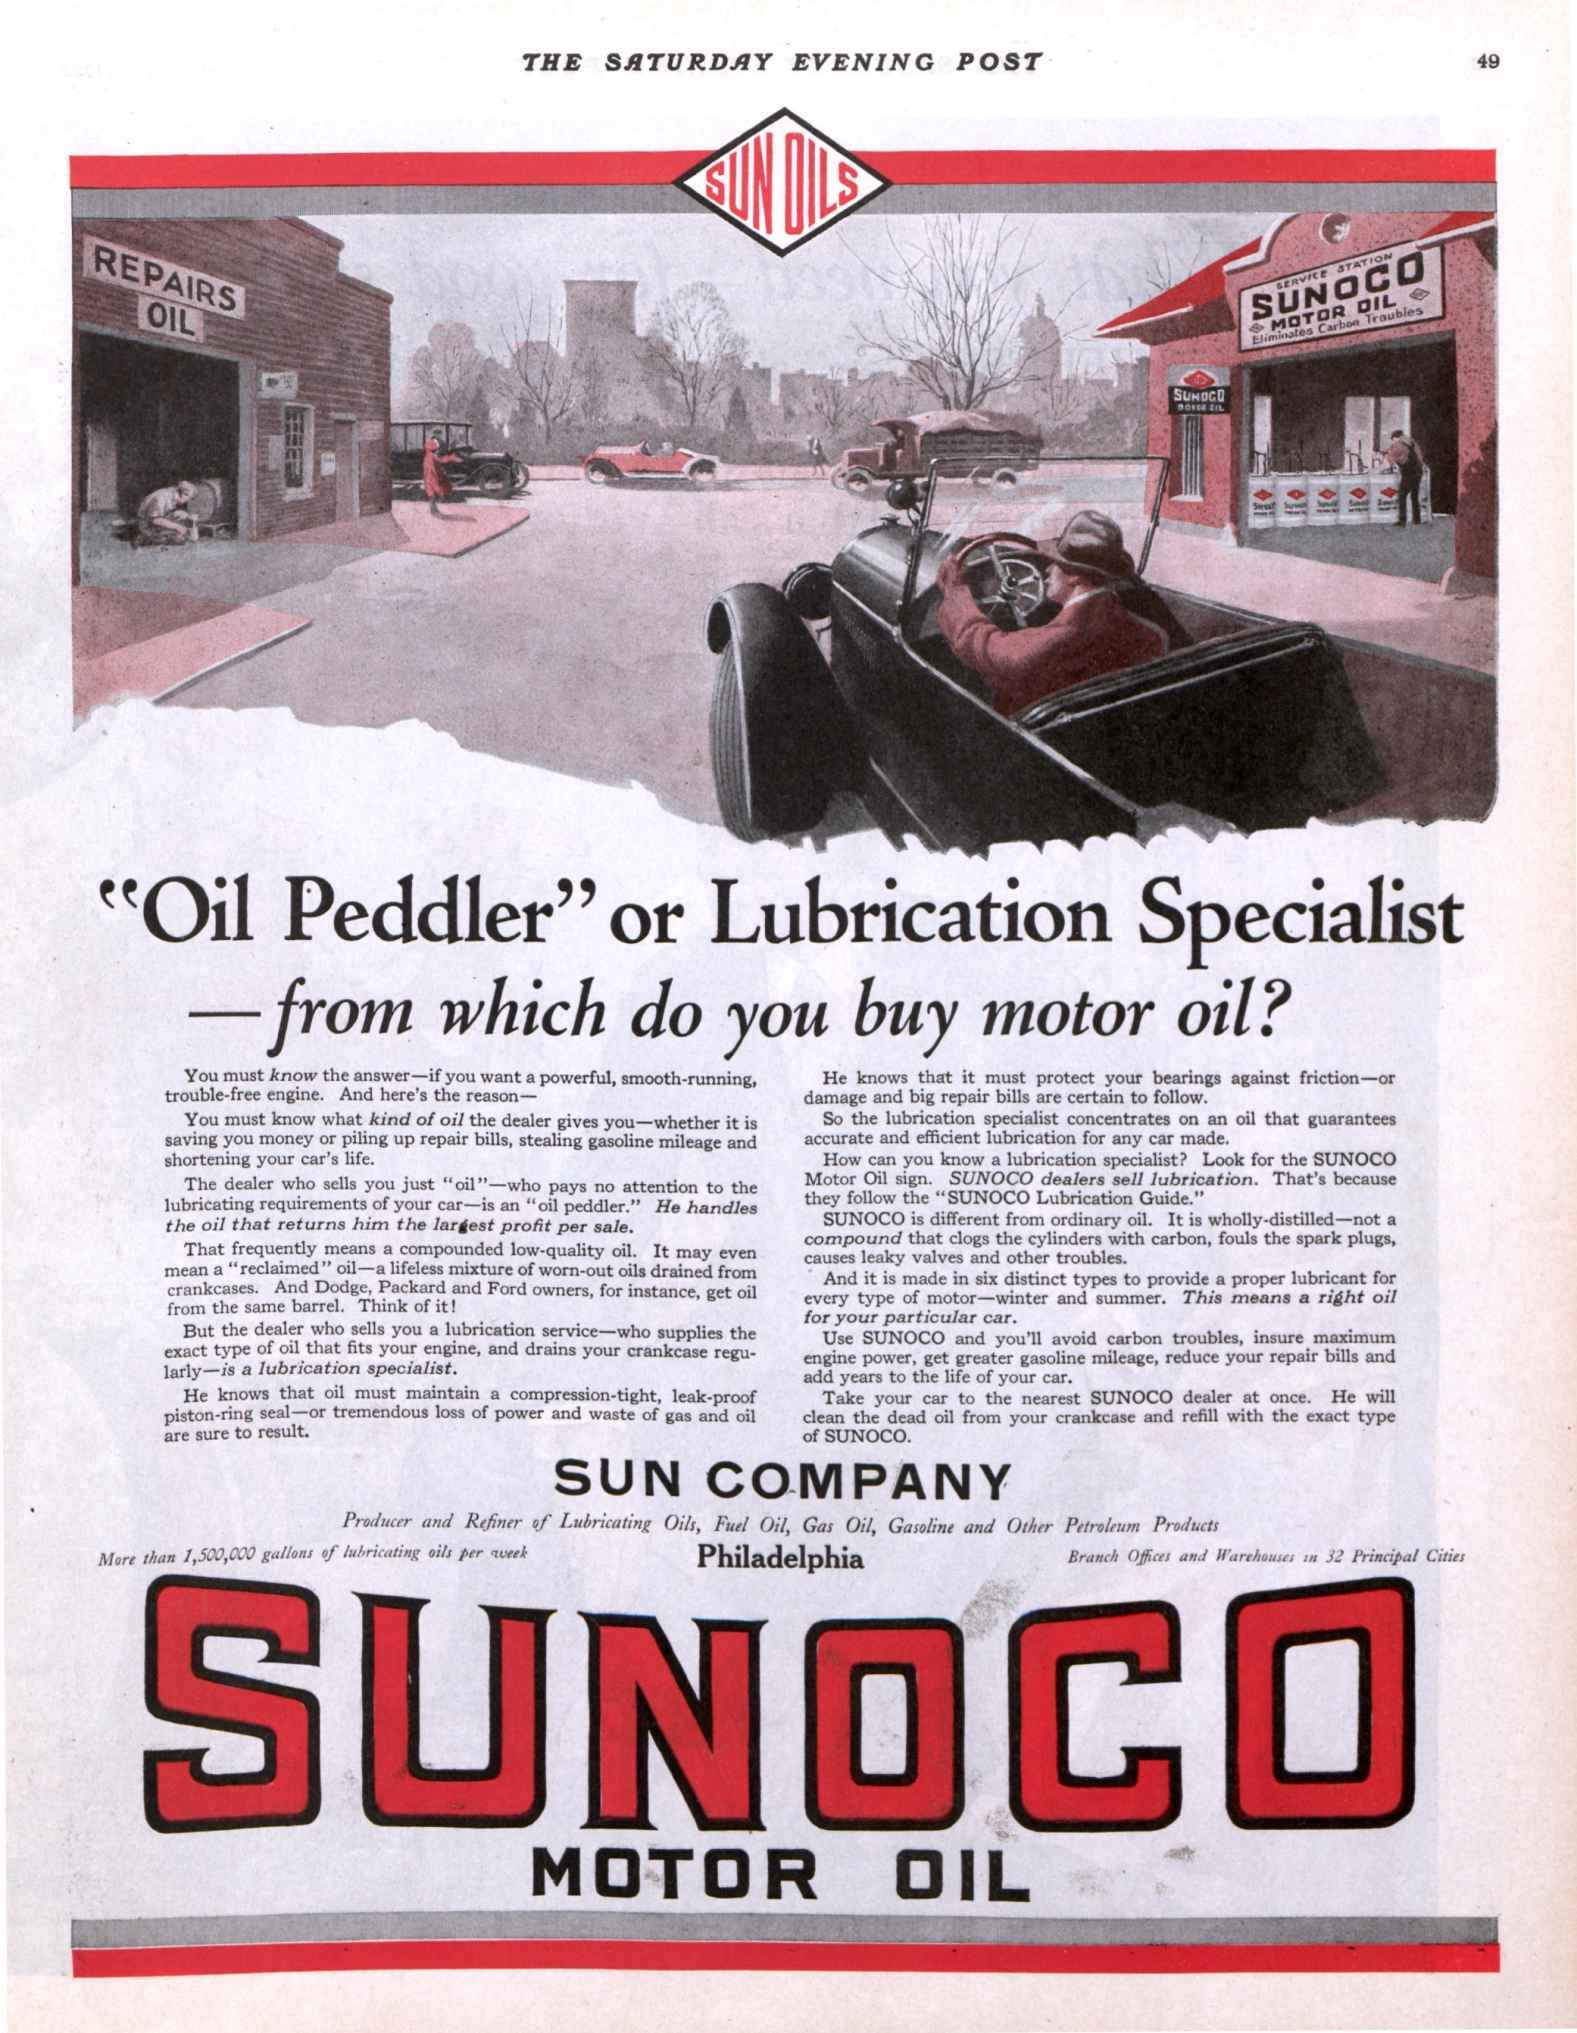 THE SATURDAY EVENING POST
49
SUN OILS
REPAIRS
OIL
SERVICE STATION
SUNOCO
MOTOR OIL
Eliminates Carbon Troubles
SUNOCO
MOTOR OIL
“Oil Peddler” or Lubrication Specialist
—from which do you buy motor oil?
You must know the answer—if you want a powerful, smooth-running,
trouble-free engine. And here's the reason—
You must know what kind of oil the dealer gives you—whether it is
saving you money or piling up repair bills, stealing gasoline mileage and
shortening your car's life.
The dealer who sells you just “oil”—who pays no attention to the
lubricating requirements of your car—is an “oil peddler.” He handles
the oil that returns him the largest profit per sale.
That frequently means a compounded low-quality oil. It may even
mean a “reclaimed” oil—a lifeless mixture of worn-out oils drained from
crankcases. And Dodge, Packard and Ford owners, for instance, get oil
from the same barrel. Think of it!
But the dealer who sells you a lubrication service—who supplies the
exact type of oil that fits your engine, and drains your crankcase regu-
larly—is a lubrication specialist.
He knows that oil must maintain a compression-tight, leak-proof
piston-ring seal—or tremendous loss of power and waste of gas and oil
are sure to result.
He knows that it must protect your bearings against friction—or
damage and big repair bills are certain to follow.
So the lubrication specialist concentrates on an oil that guarantees
accurate and efficient lubrication for any car made.
How can you know a lubrication specialist? Look for the SUNOCO
Motor Oil sign. SUNOCO dealers sell lubrication. That's because
they follow the “SUNOCO Lubrication Guide.”
SUNOCO is different from ordinary oil. It is wholly-distilled—not a
compound that clogs the cylinders with carbon, fouls the spark plugs,
causes leaky valves and other troubles.
And it is made in six distinct types to provide a proper lubricant for
every type of motor—winter and summer. This means a right oil
for your particular car.
Use SUNOCO and you'll avoid carbon troubles, insure maximum
engine power, get greater gasoline mileage, reduce your repair bills and
add years to the life of your car.
Take your car to the nearest SUNOCO dealer at once. He will
clean the dead oil from your crankcase and refill with the exact type
of SUNOCO.
SUN COMPANY
Producer and Refiner of Lubricating Oils, Fuel Oil, Gas Oil, Gasoline and Other Petroleum Products
More than 1,500,000 gallons of lubricating oils per week
Philadelphia
Branch Offices and Warehouses in 32 Principal Cities
SUNOCO
MOTOR OIL